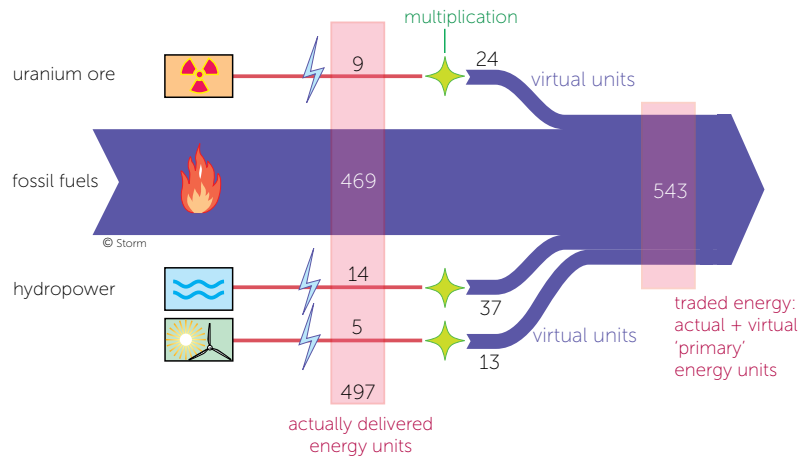 multiplication
uranium ore
9
24
virtual units
fossil fuels
469
543
© Storm
hydropower
14
37
5
virtual units
13
traded energy:
actual + virtual
'primary'
energy units
497
actually delivered
energy units